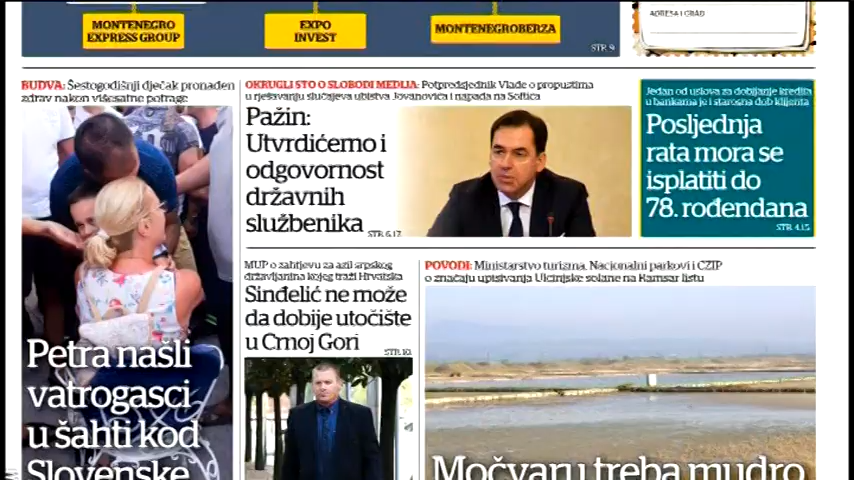 MONTENEGRO
EXPRESS GROUP
EXPO
INVEST
MONTENEGROBERZA
STR. 9.
ADRESA I GRAD
BUDVA: Šestogodišnji dječak pronađen
zdrav nakon višesatne potrage
Petra našli
vatrogasci
u šahti kod
Slovenske
OKRUGLI STO O SLOBODI MEDIJA: Potpredsjednik Vlade o propustima
u rješavanju slučajeva ubistva Jovanovića i napada na Softića
Pažin:
Utvrdićemo i
odgovornost
državnih
službenika
STR. 6.17.
Jedan od uslova za dobijanje kredita
u bankama je i starosna dob klijenta
Posljednja
rata mora se
isplatiti do
78. rođendana
STR. 4.15.
MUP o zahtjevu za azil srpskog
državljanina kojeg traži Hrvatska
Sinđelić ne može
da dobije utočište
u Crnoj Gori
STR. 10.
POVODI: Ministarstvo turizma, Nacionalni parkovi i CZIP
o značaju upisivanja Ulcinjske solane na Ramsar listu
Močvaru treba mudro